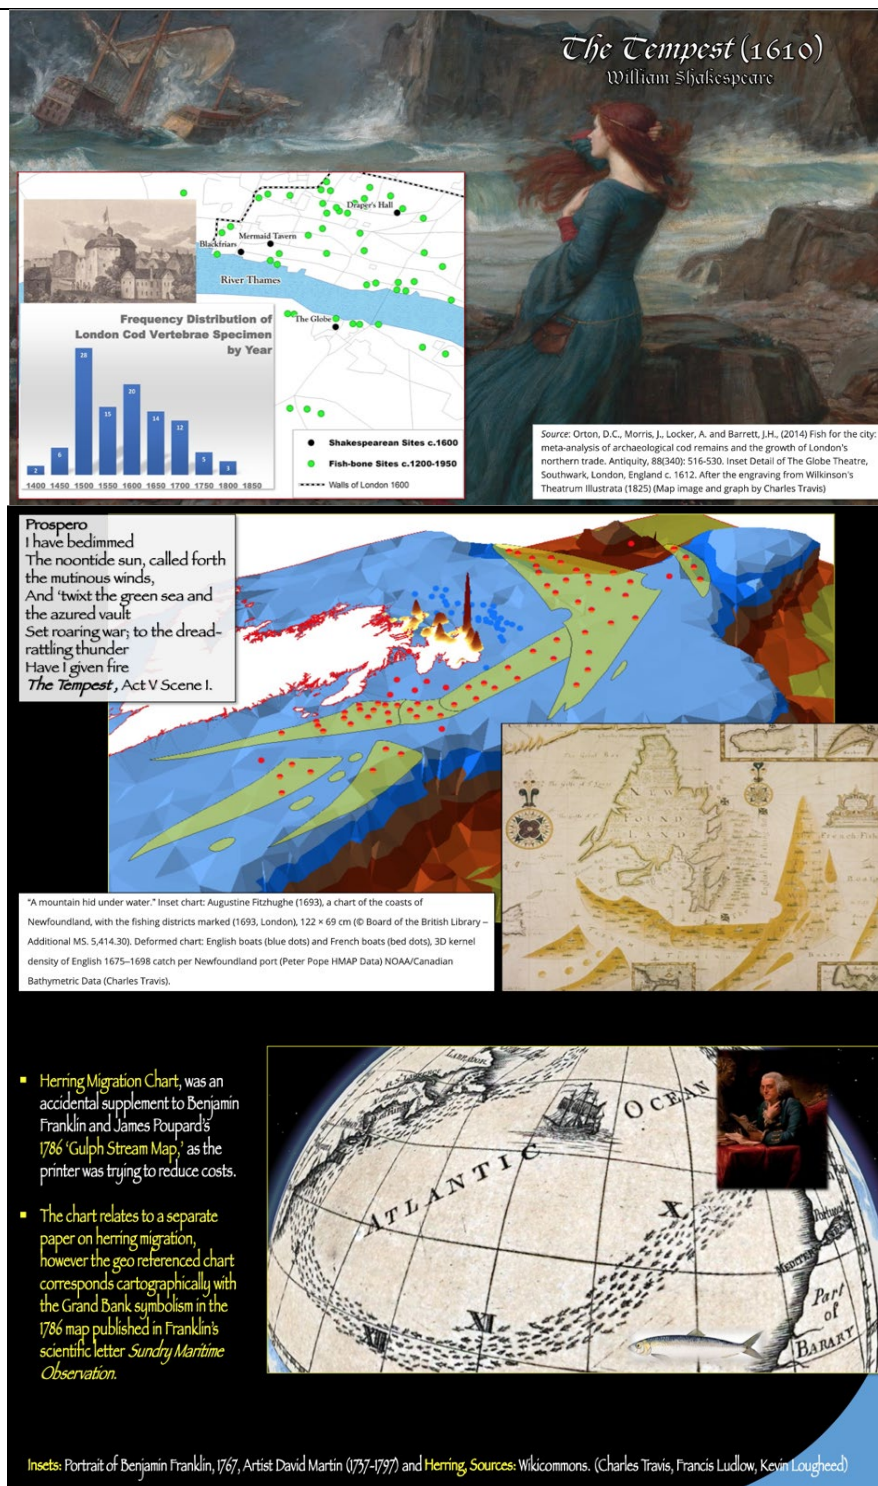 The Tempest (1610)
William Shakespeare
Draper's Hall
Mermaid Tavern
Blackfriars
River Thames
The Globe
Frequency Distribution of
London Cod Vertebrae Specimen
by Year
2
6
28
15
20
14
12
5
3
1400 1450 1500 1550 1600 1650 1700 1750 1800 1850
Shakespearean Sites c.1600
Fish-bone Sites c.1200-1950
Walls of London 1600
Source: Orton, D.C., Morris, J., Locker, A. and Barrett, J.H., (2014) Fish for the city:
meta-analysis of archaeological cod remains and the growth of London's
northern trade. Antiquity, 88(340): 516-530. Inset Detail of The Globe Theatre,
Southwark, London, England c. 1612. After the engraving from Wilkinson's
Theatrum Illustrata (1825) (Map image and graph by Charles Travis)
Prospero
I have bedimmed
The noontide sun, called forth
the mutinous winds,
And 'twixt the green sea and
the azured vault
Set roaring war; to the dread-
rattling thunder
Have I given fire
The Tempest, Act V Scene I.
NEW
FOUND
LAND
"A mountain hid under water." Inset chart: Augustine Fitzhughe (1693), a chart of the coasts of
Newfoundland, with the fishing districts marked (1693, London), 122 × 69 cm (© Board of the British Library –
Additional MS. 5,414.30). Deformed chart: English boats (blue dots) and French boats (bed dots), 3D kernel
density of English 1675–1698 catch per Newfoundland port (Peter Pope HMAP Data) NOAA/Canadian
Bathymetric Data (Charles Travis).
▪ Herring Migration Chart, was an
accidental supplement to Benjamin
Franklin and James Poupard's
1786 'Gulph Stream Map,' as the
printer was trying to reduce costs.
▪ The chart relates to a separate
paper on herring migration,
however the geo referenced chart
corresponds cartographically with
the Grand Bank symbolism in the
1786 map published in Franklin's
scientific letter Sundry Maritime
Observation.
LABRADOR
ATLANTIC OCEAN
X
XI
XII
Part
of
BARARY
Insets: Portrait of Benjamin Franklin, 1767, Artist David Martin (1737-1797) and Herring, Sources: Wikicommons. (Charles Travis, Francis Ludlow, Kevin Lougheed)